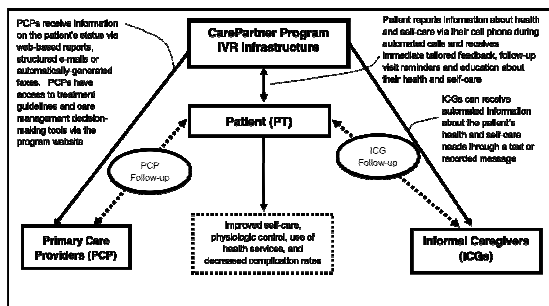 PCPs receive information
on the patient's status via
web-based reports,
structured e-mails or
automatically-generated
faxes. PCPs have
access to treatment
guidelines and care
management decision-
making tools via the
program website
CarePartner Program
IVR Infrastructure
Patient reports information about health
and self-care via their cell phone during
automated calls and receives
immediate tailored feedback, follow-up
visit reminders and education about
their health and self-care
Patient (PT)
ICGs can receive
automated information
about the patient's
health and self-care
needs through a text or
recorded message
PCP
Follow-up
ICG
Follow-up
Primary Care
Providers (PCP)
Improved self-care,
physiologic control, use of
health services, and
decreased complication rates
Informal Caregivers
(ICGs)